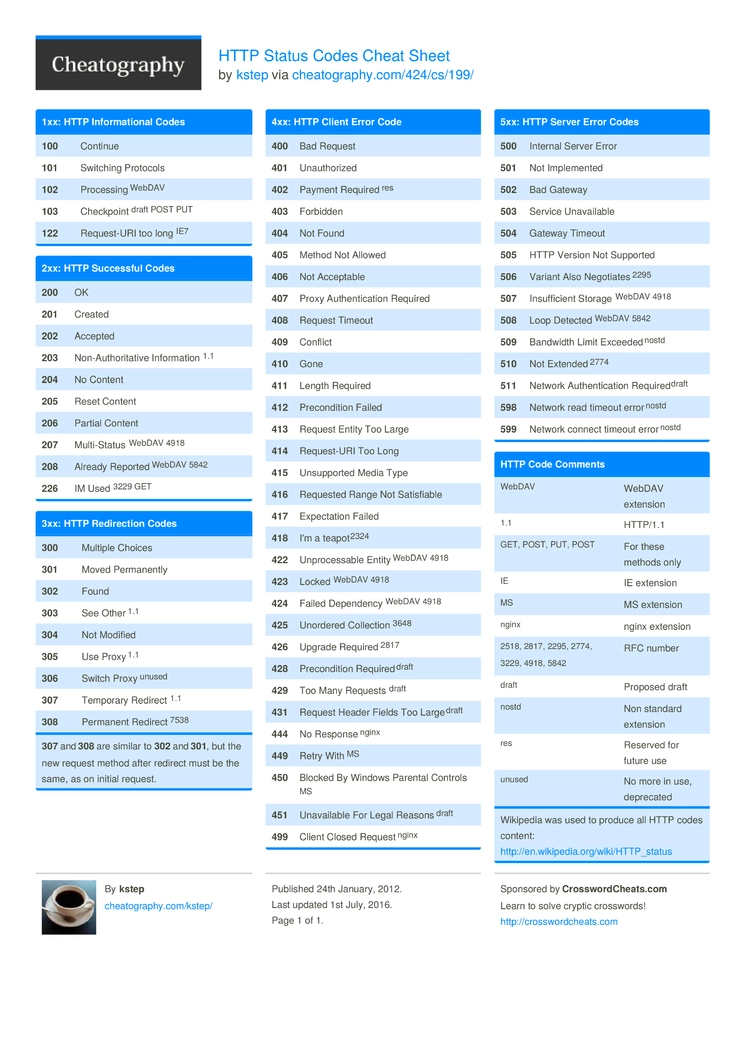 Cheatography
HTTP Status Codes Cheat Sheet
by kstep via cheatography.com/424/cs/199/
1xx: HTTP Informational Codes
100 Continue
101 Switching Protocols
102 Processing WebDAV
103 Checkpoint draft POST PUT
122 Request-URI too long IE7
2xx: HTTP Successful Codes
200 OK
201 Created
202 Accepted
203 Non-Authoritative Information 1.1
204 No Content
205 Reset Content
206 Partial Content
207 Multi-Status WebDAV 4918
208 Already Reported WebDAV 5842
226 IM Used 3229 GET
3xx: HTTP Redirection Codes
300 Multiple Choices
301 Moved Permanently
302 Found
303 See Other 1.1
304 Not Modified
305 Use Proxy 1.1
306 Switch Proxy unused
307 Temporary Redirect 1.1
308 Permanent Redirect 7538
307 and 308 are similar to 302 and 301, but the
new request method after redirect must be the
same, as on initial request.
4xx: HTTP Client Error Code
400 Bad Request
401 Unauthorized
402 Payment Required res
403 Forbidden
404 Not Found
405 Method Not Allowed
406 Not Acceptable
407 Proxy Authentication Required
408 Request Timeout
409 Conflict
410 Gone
411 Length Required
412 Precondition Failed
413 Request Entity Too Large
414 Request-URI Too Long
415 Unsupported Media Type
416 Requested Range Not Satisfiable
417 Expectation Failed
418 I'm a teapot 2324
422 Unprocessable Entity WebDAV 4918
423 Locked WebDAV 4918
424 Failed Dependency WebDAV 4918
425 Unordered Collection 3648
426 Upgrade Required 2817
428 Precondition Required draft
429 Too Many Requests draft
431 Request Header Fields Too Large draft
444 No Response nginx
449 Retry With MS
450 Blocked By Windows Parental Controls
MS
451 Unavailable For Legal Reasons draft
499 Client Closed Request nginx
5xx: HTTP Server Error Codes
500 Internal Server Error
501 Not Implemented
502 Bad Gateway
503 Service Unavailable
504 Gateway Timeout
505 HTTP Version Not Supported
506 Variant Also Negotiates 2295
507 Insufficient Storage WebDAV 4918
508 Loop Detected WebDAV 5842
509 Bandwidth Limit Exceeded nostd
510 Not Extended 2774
511 Network Authentication Required draft
598 Network read timeout error nostd
599 Network connect timeout error nostd
HTTP Code Comments
WebDAV WebDAV
extension
1.1 HTTP/1.1
GET, POST, PUT, POST For these
methods only
IE IE extension
MS MS extension
nginx nginx extension
2518, 2817, 2295, 2774, RFC number
3229, 4918, 5842
draft Proposed draft
nostd Non standard
extension
res Reserved for
future use
unused No more in use,
deprecated
Wikipedia was used to produce all HTTP codes
content:
http://en.wikipedia.org/wiki/HTTP_status
By kstep
cheatography.com/kstep/
Published 24th January, 2012.
Last updated 1st July, 2016.
Page 1 of 1.
Sponsored by CrosswordCheats.com
Learn to solve cryptic crosswords!
http://crosswordcheats.com